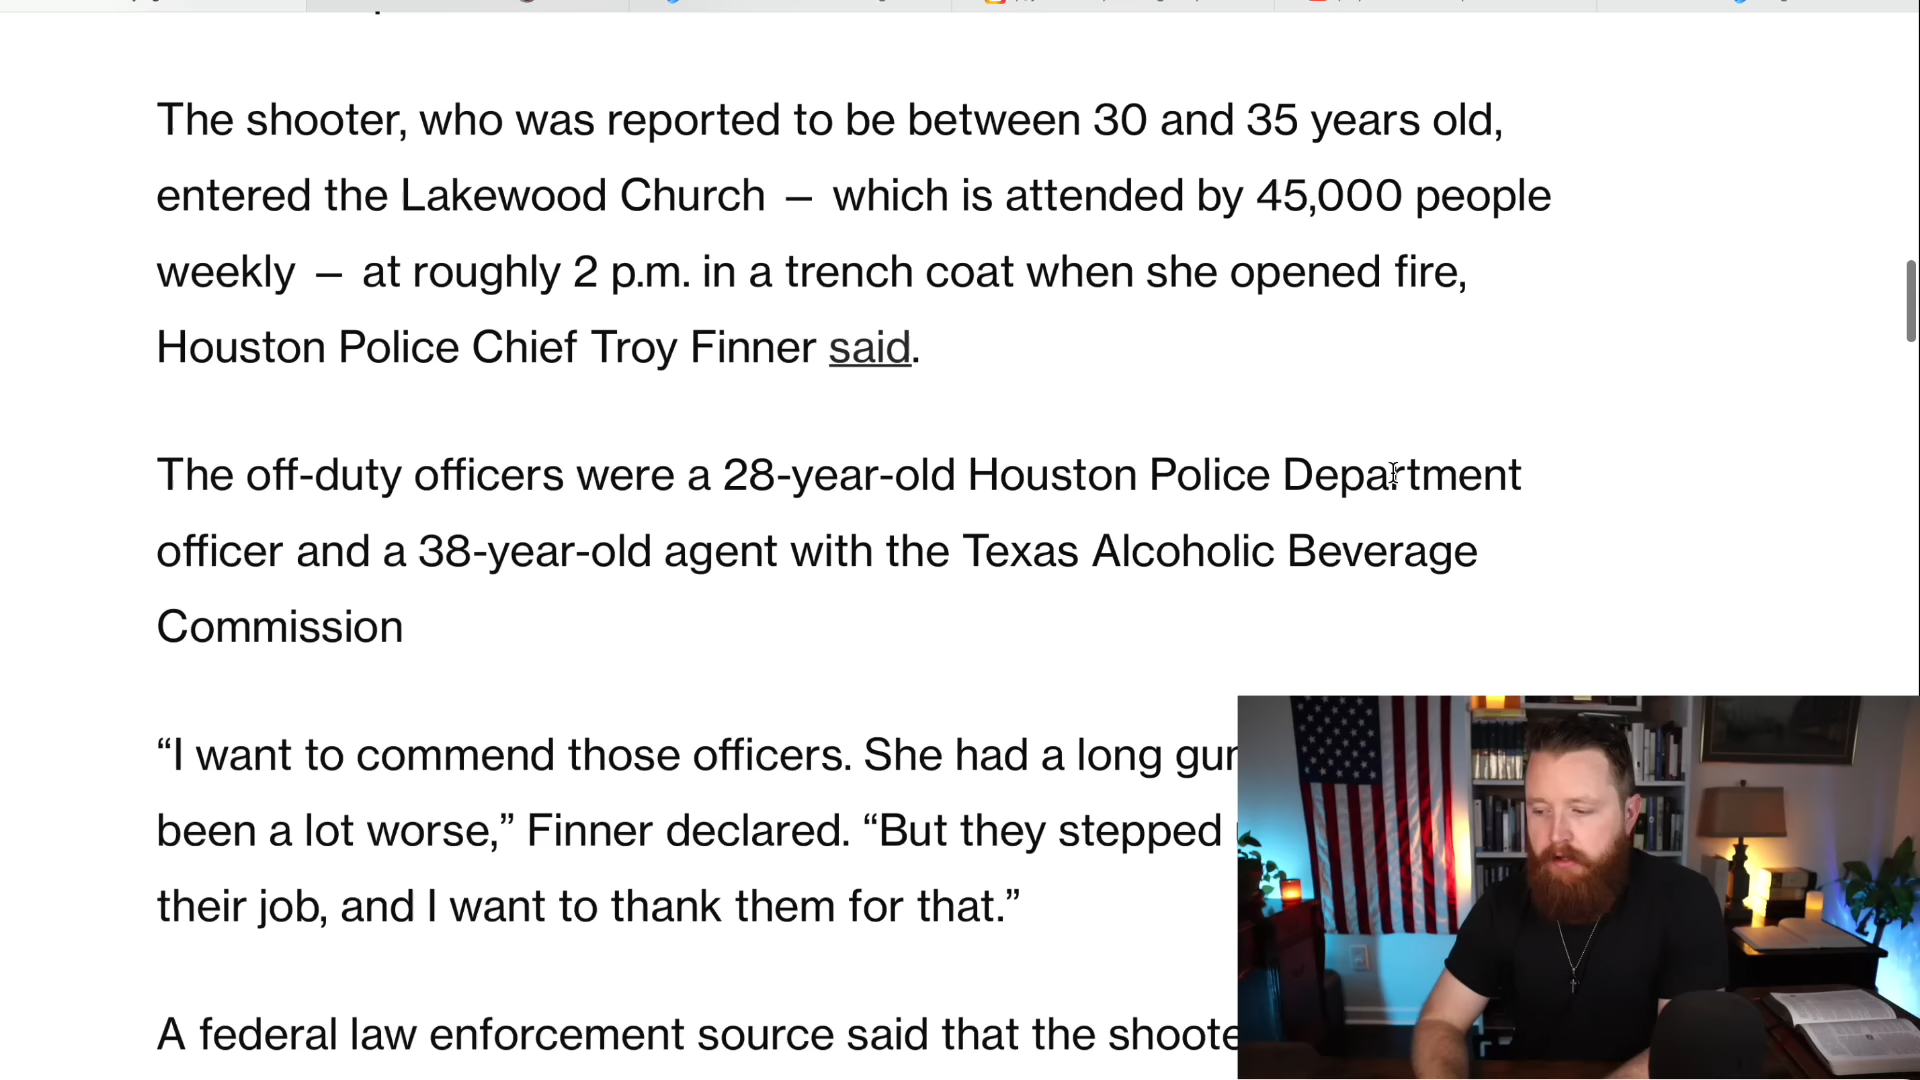 The shooter, who was reported to be between 30 and 35 years old,
entered the Lakewood Church — which is attended by 45,000 people
weekly — at roughly 2 p.m. in a trench coat when she opened fire,
Houston Police Chief Troy Finner said.
The off-duty officers were a 28-year-old Houston Police Department
officer and a 38-year-old agent with the Texas Alcoholic Beverage
Commission
“I want to commend those officers. She had a long
been a lot worse,” Finner declared. “But they stepped
their job, and I want to thank them for that.”
A federal law enforcement source said that the